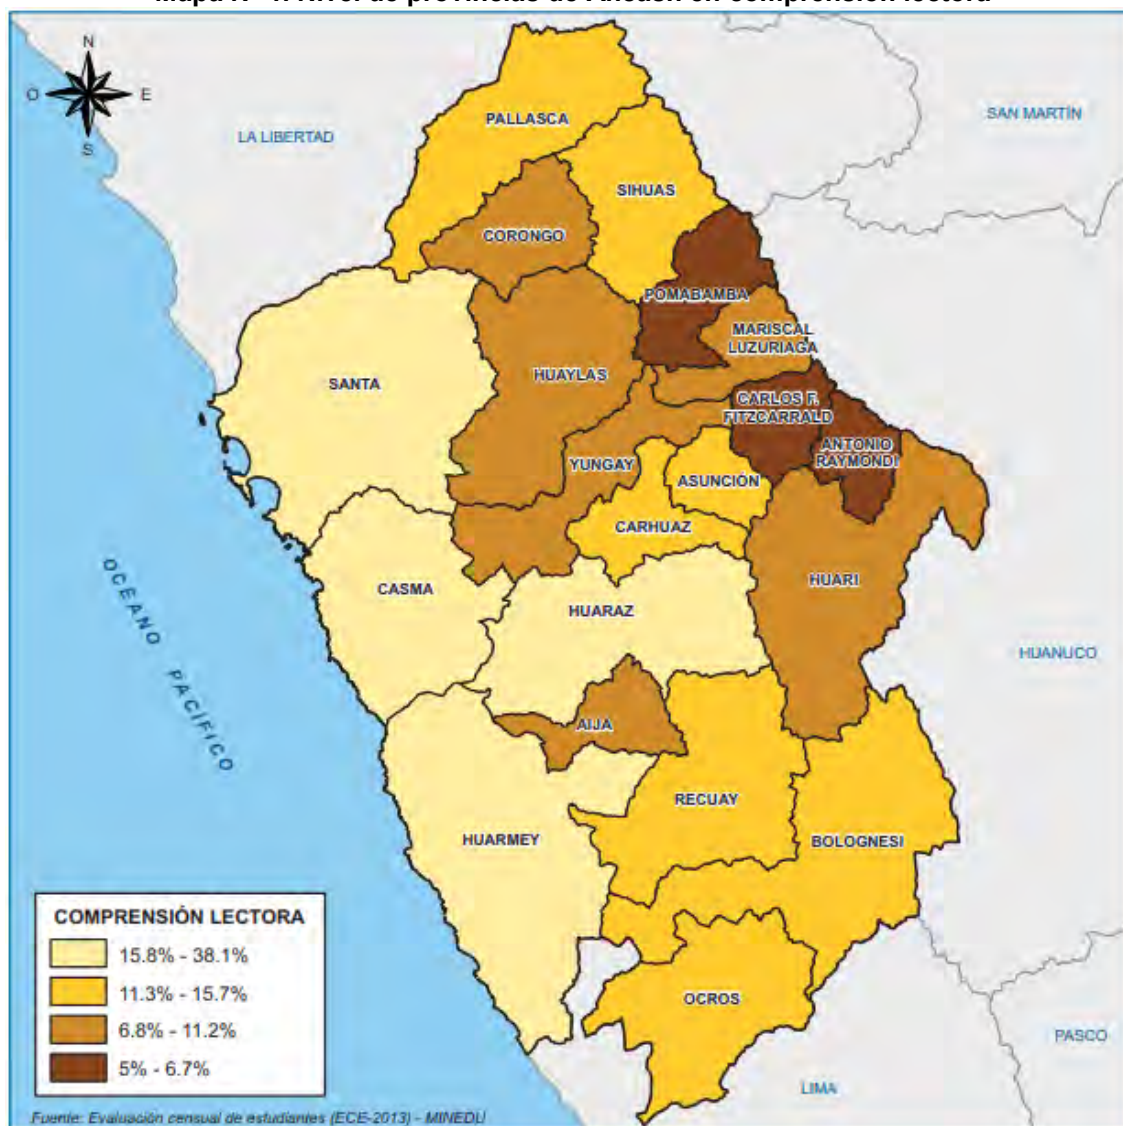 N
O
E
S
LA LIBERTAD
SAN MARTÍN
PALLASCA
SIHUAS
CORONGO
POMABAMBA
MARISCAL
LUZURIAGA
SANTA
HUAYLAS
CARLOS F.
FITZCARRALD
ANTONIO
RAYMONDI
YUNGAY
ASUNCIÓN
CARHUAZ
HUARI
CASMA
HUARAZ
OCÉANO PACÍFICO
HUANUCO
AIJA
RECUAY
HUARMEY
BOLOGNESI
OCROS
PASCO
LIMA
COMPRENSIÓN LECTORA
15.8% - 38.1%
11.3% - 15.7%
6.8% - 11.2%
5% - 6.7%
Fuente: Evaluación censual de estudiantes (ECE-2013) - MINEDU